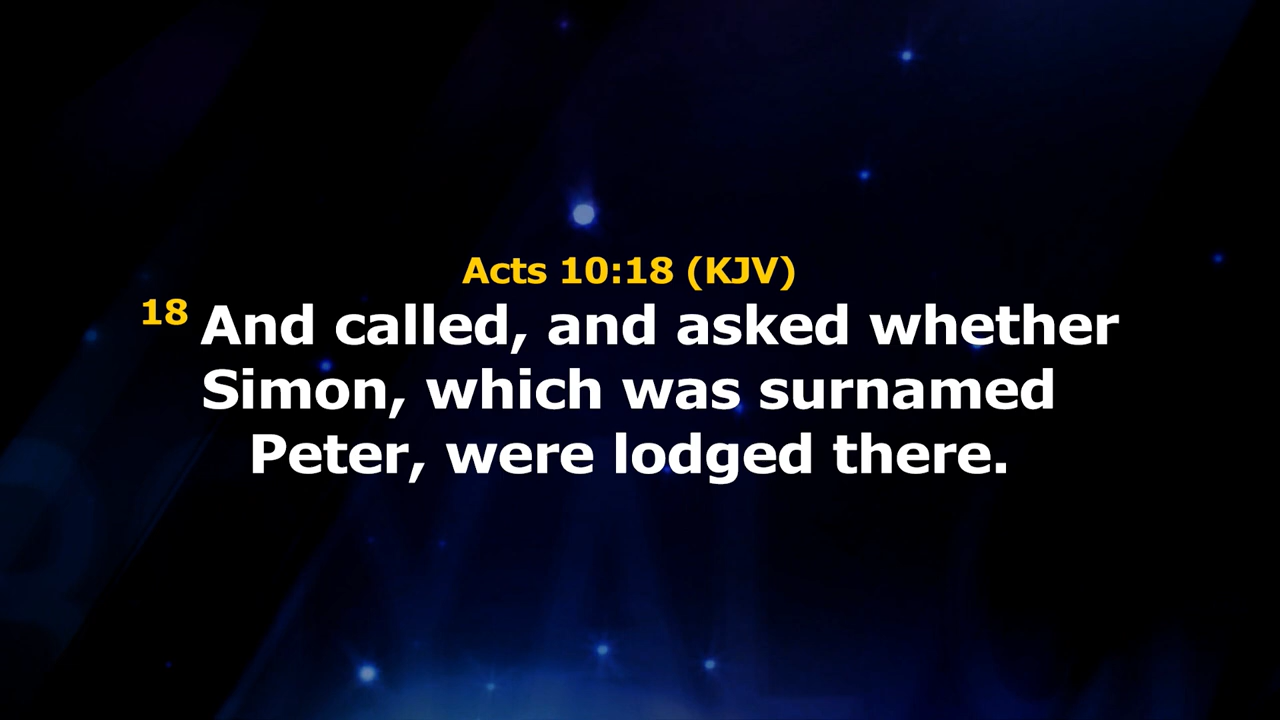 Acts 10:18 (KJV)
18 And called, and asked whether
Simon, which was surnamed
Peter, were lodged there.